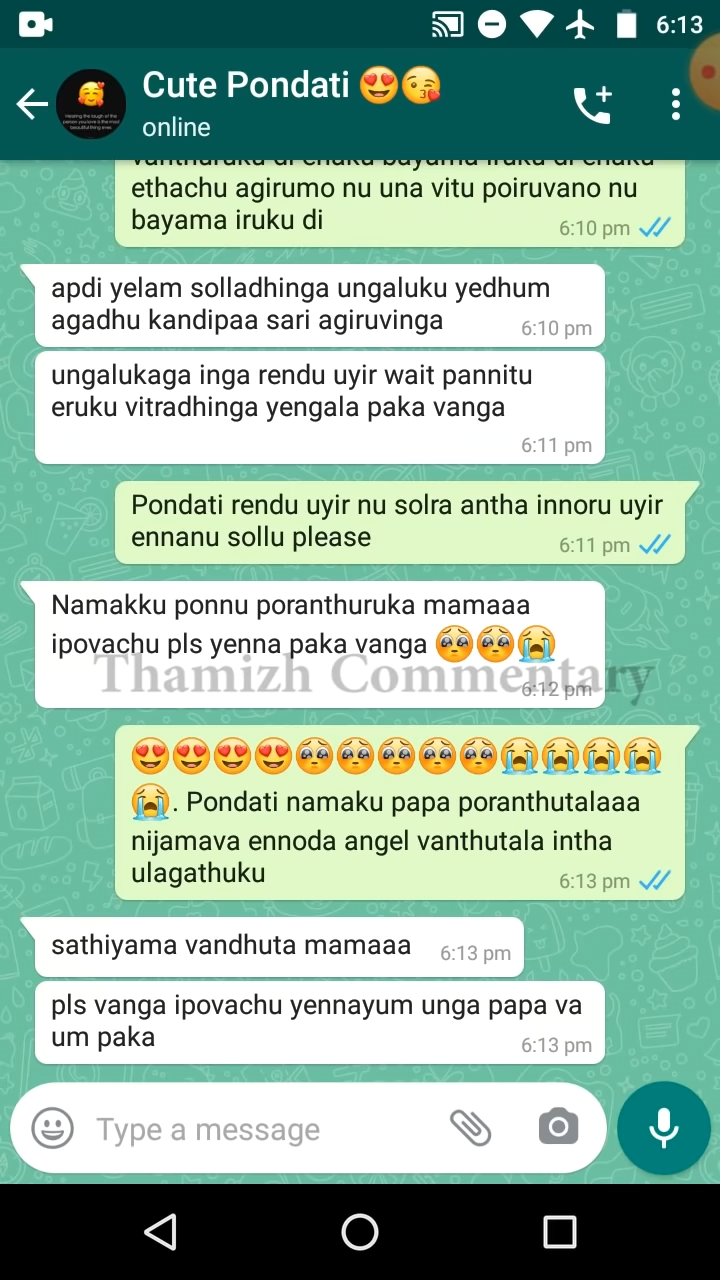 6:13
Cute Pondati 😍😘
online
ethachu agirumo nu una vitu poiruvano nu
bayama iruku di
6:10 pm
apdi yelam solladhinga ungaluku yedhum
agadhu kandipaa sari agiruvinga
6:10 pm
ungalukaga inga rendu uyir wait pannitu
eruku vitradhinga yengala paka vanga
6:11 pm
Pondati rendu uyir nu solra antha innoru uyir
ennanu sollu please
6:11 pm
Namakku ponnu poranthuruka mamaaa
ipovachu pls yenna paka vanga 🥺🥺😭
Thamizh Commentary
6:12 pm
😍😍😍😍🥺🥺🥺🥺🥺😭😭😭😭
😭. Pondati namaku papa poranthutalaaa
nijamava ennoda angel vanthutala intha
ulagathuku
6:13 pm
sathiyama vandhuta mamaaa
6:13 pm
pls vanga ipovachu yennayum unga papa va
um paka
6:13 pm
Type a message